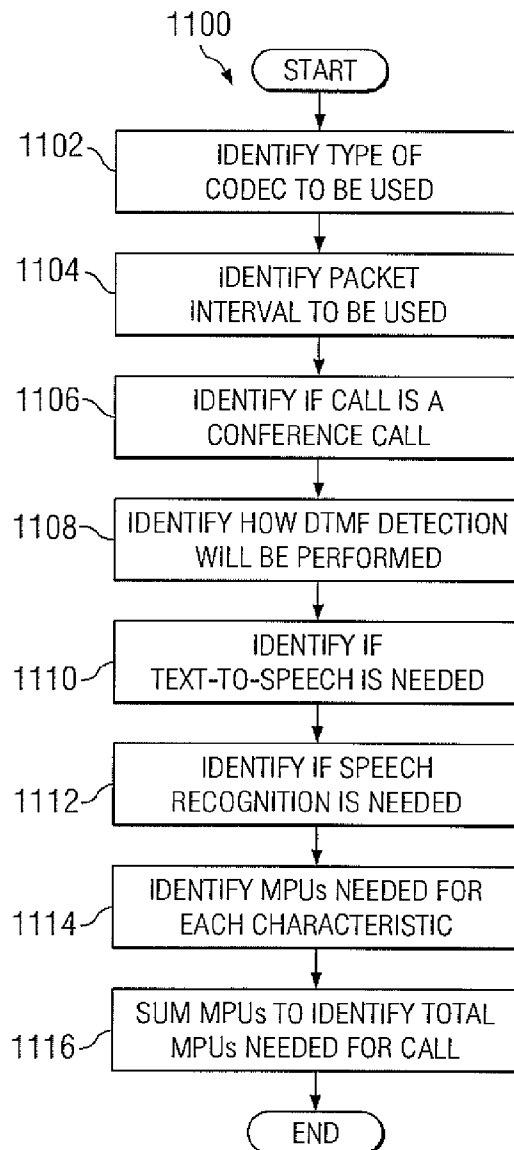 1100
START
1102
IDENTIFY TYPE OF
CODEC TO BE USED
1104
IDENTIFY PACKET
INTERVAL TO BE USED
1106
IDENTIFY IF CALL IS A
CONFERENCE CALL
1108
IDENTIFY HOW DTMF DETECTION
WILL BE PERFORMED
1110
IDENTIFY IF
TEXT-TO-SPEECH IS NEEDED
1112
IDENTIFY IF SPEECH
RECOGNITION IS NEEDED
1114
IDENTIFY MPUs NEEDED FOR
EACH CHARACTERISTIC
1116
SUM MPUs TO IDENTIFY TOTAL
MPUs NEEDED FOR CALL
END